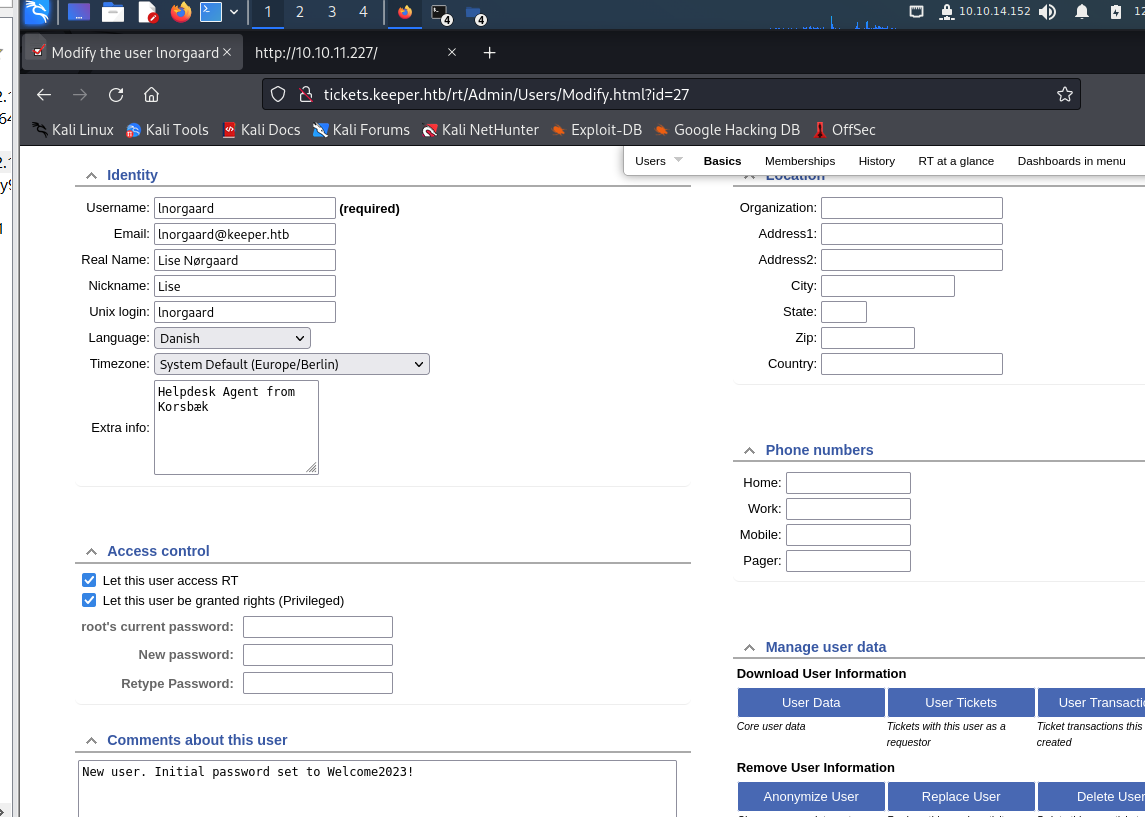 1 2 3 4 4 4 10.10.14.152
Modify the user lnorgaard × http://10.10.11.227/ × +
tickets.keeper.htb/rt/Admin/Users/Modify.html?id=27
Kali Linux Kali Tools Kali Docs Kali Forums Kali NetHunter Exploit-DB Google Hacking DB OffSec
Users Basics Memberships History RT at a glance Dashboards in menu
Identity
Username: lnorgaard (required)
Email: lnorgaard@keeper.htb
Real Name: Lise Nørgaard
Nickname: Lise
Unix login: lnorgaard
Language: Danish
Timezone: System Default (Europe/Berlin)
Extra info: Helpdesk Agent from
Korsbæk
Access control
Let this user access RT
Let this user be granted rights (Privileged)
root's current password:
New password:
Retype Password:
Comments about this user
New user. Initial password set to Welcome2023!
Location
Organization:
Address1:
Address2:
City:
State:
Zip:
Country:
Phone numbers
Home:
Work:
Mobile:
Pager:
Manage user data
Download User Information
User Data User Tickets User
Core user data Tickets with this user as a Ticket transactions this
requestor created
Remove User Information
Anonymize User Replace User Delete User